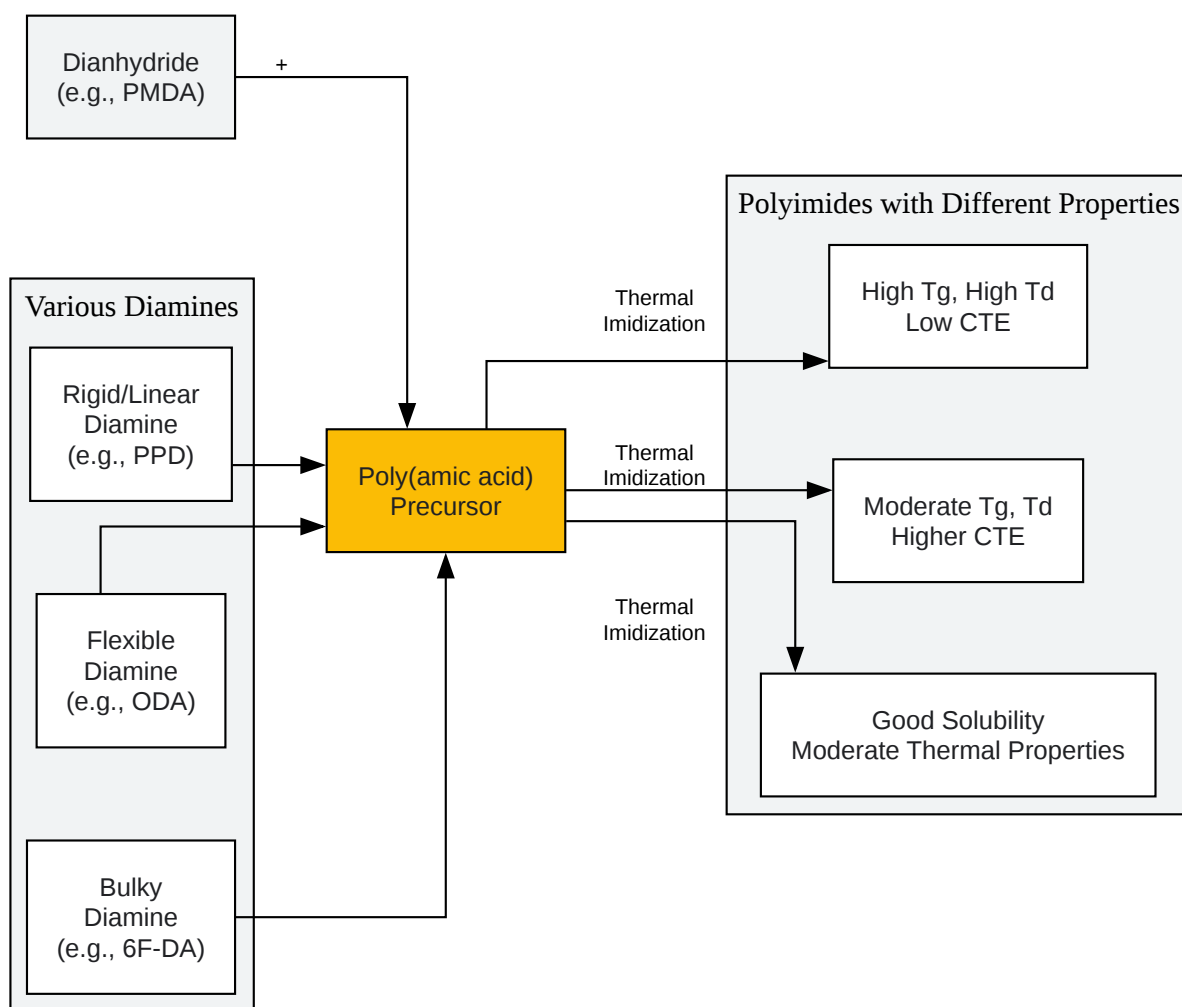 Dianhydride
(e.g., PMDA)
+
Various Diamines
Rigid/Linear
Diamine
(e.g., PPD)
Flexible
Diamine
(e.g., ODA)
Bulky
Diamine
(e.g., 6F-DA)
Poly(amic acid)
Precursor
Thermal
Imidization
Thermal
Imidization
Thermal
Imidization
Polyimides with Different Properties
High Tg, High Td
Low CTE
Moderate Tg, Td
Higher CTE
Good Solubility
Moderate Thermal Properties